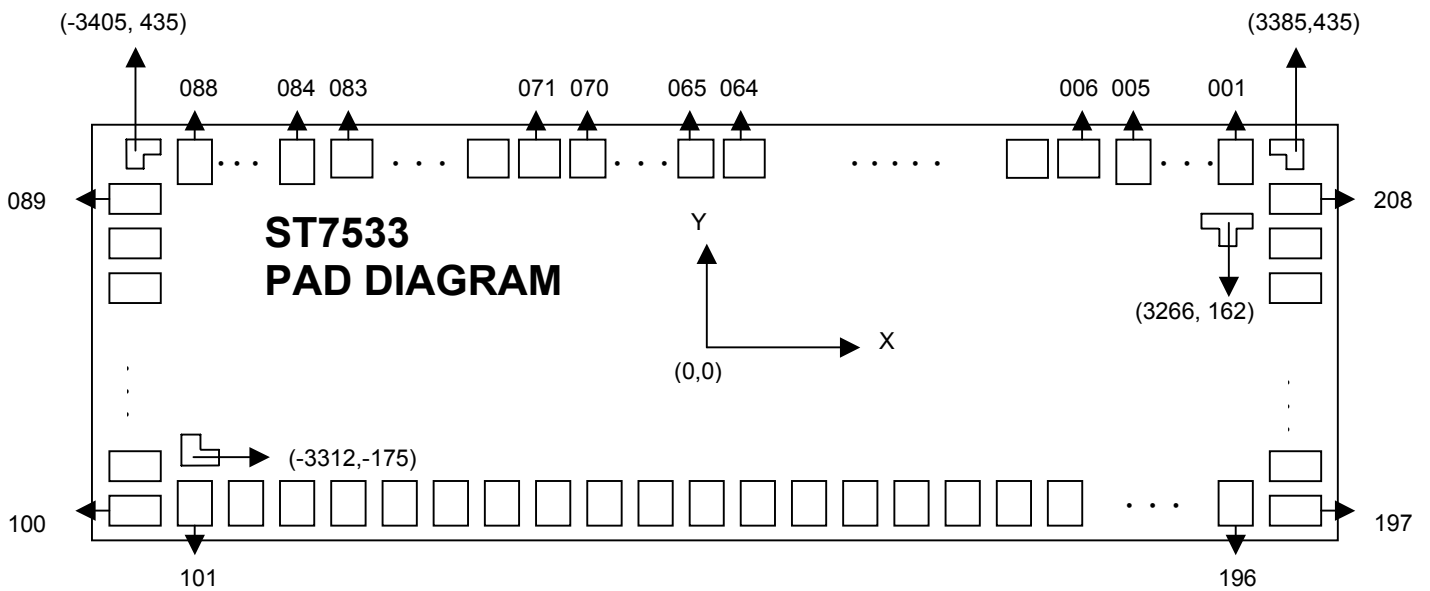 (-3405, 435)
(3385,435)
088 084 083 071 070 065 064 006 005 001
089
208
ST7533
PAD DIAGRAM
Y
(3266, 162)
X
(0,0)
(-3312,-175)
100
197
101
196